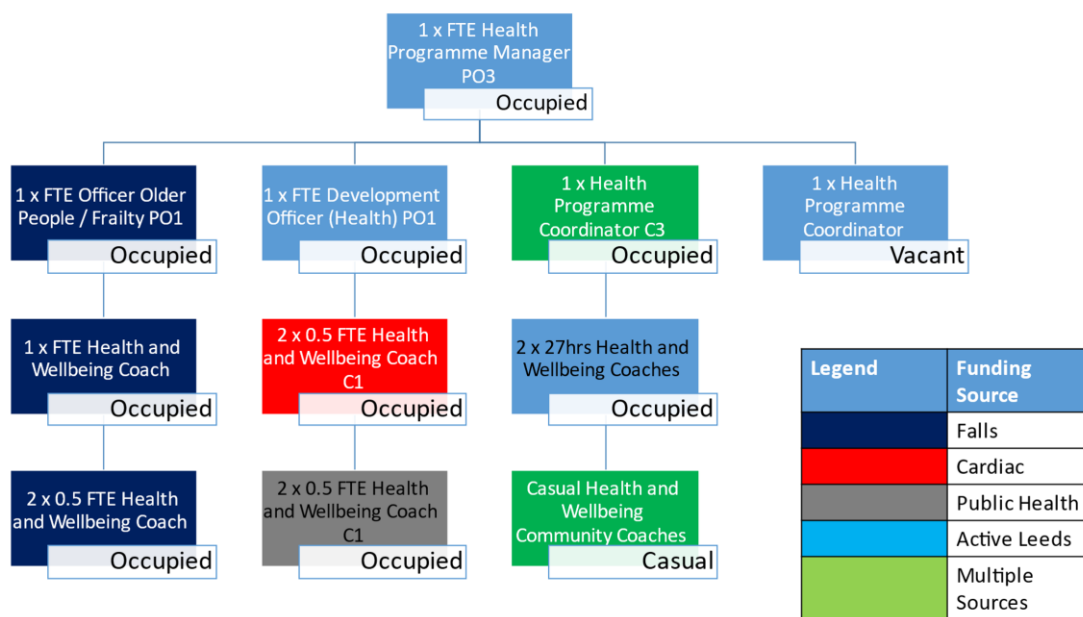 1 x FTE Health
Programme Manager
PO3
Occupied
1 x FTE Officer Older
People / Frailty PO1
Occupied
1 x FTE Development
Officer (Health) PO1
Occupied
1 x Health
Programme
Coordinator C3
Occupied
1 x Health
Programme
Coordinator
Vacant
1 x FTE Health and
Wellbeing Coach
Occupied
2 x 0.5 FTE Health
and Wellbeing Coach
C1
Occupied
2 x 27hrs Health and
Wellbeing Coaches
Occupied
2 x 0.5 FTE Health
and Wellbeing Coach
Occupied
2 x 0.5 FTE Health
and Wellbeing Coach
C1
Occupied
Casual Health and
Wellbeing
Community Coaches
Casual
Legend
Funding
Source
Falls
Cardiac
Public Health
Active Leeds
Multiple
Sources